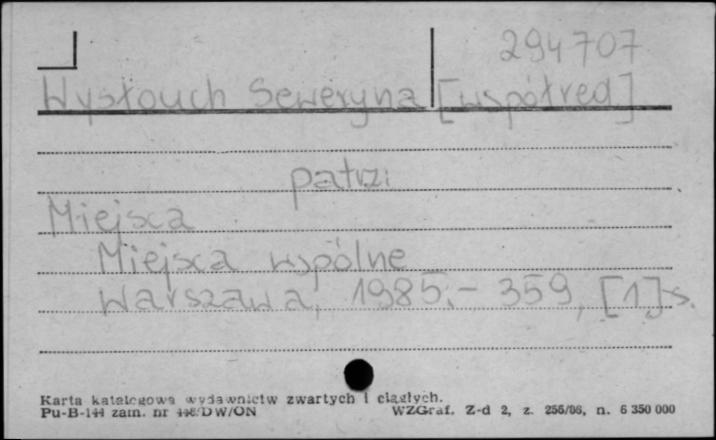 294707
Wysłouch Seweryna [współred]
patrz:
Miejsca
Miejsca wspólne
Warszawa, 1985.- 359, [1] s.
Karta katalogowa wydawnictw zwartych i ciągłych.
Pu-B-144 zam. nr DW/ON WZGraf. Z-d 2, z. 256/86, n. 6 350 000